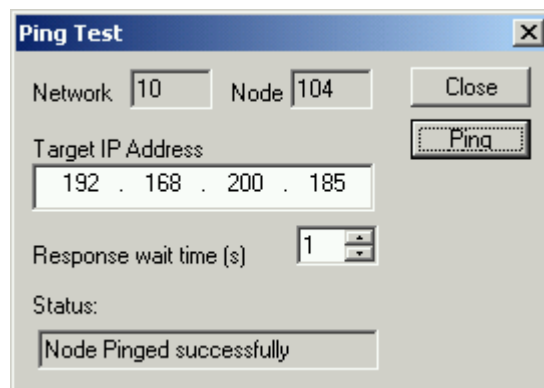 Ping Test
Network 10 Node 104 Close
Ping
Target IP Address
192 . 168 . 200 . 185
Response wait time (s) 1
Status:
Node Pinged successfully